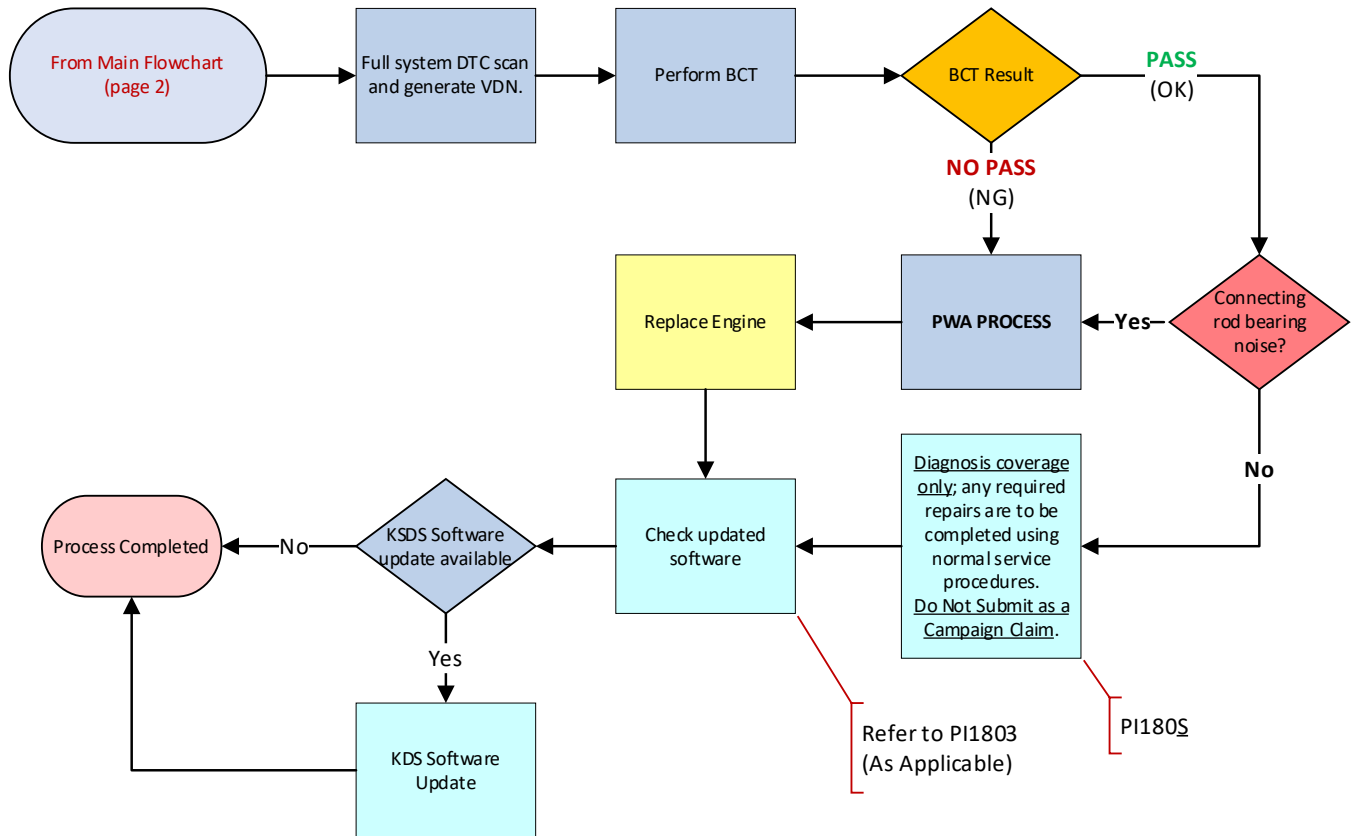 From Main Flowchart
(page 2)
Full system DTC scan
and generate VDN.
Perform BCT
BCT Result
PASS
(OK)
NO PASS
(NG)
Replace Engine
PWA PROCESS
Yes
Connecting
rod bearing
noise?
No
Diagnosis coverage
only; any required
repairs are to be
completed using
normal service
procedures.
Do Not Submit as a
Campaign Claim.
Check updated
software
KSDS Software
update available
No
Process Completed
Yes
KDS Software
Update
Refer to PI1803
(As Applicable)
PI180S